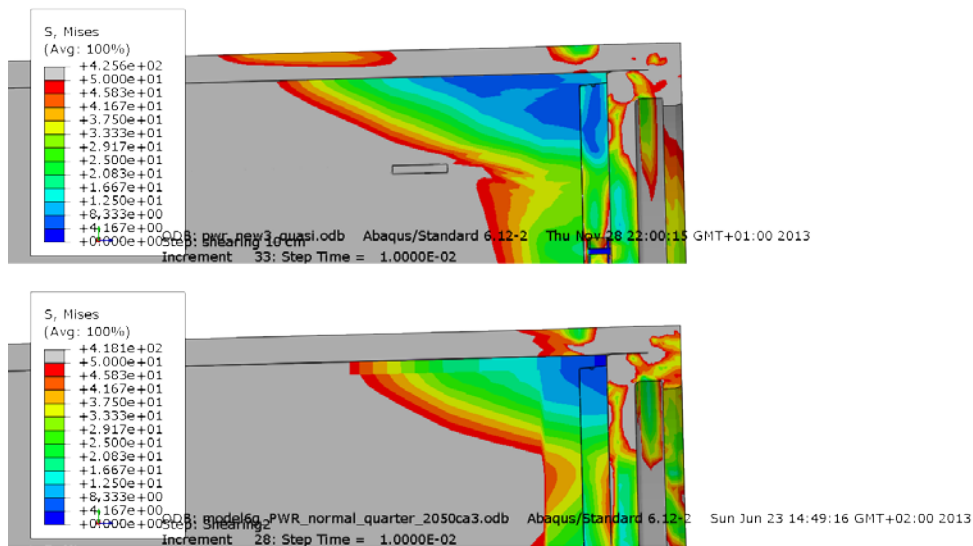 S, Mises
(Avg: 100%)
+4.256e+02
+5.000e+01
+4.583e+01
+4.167e+01
+3.750e+01
+3.333e+01
+2.917e+01
+2.500e+01
+2.083e+01
+1.667e+01
+1.250e+01
+8.333e+00
+4.167e+00
+0.000e+00
ODB: pwr_new3_quasi.odb Abaqus/Standard 6.12-2 Thu Nov 28 22:00:15 GMT+01:00 2013
Step: shearing 10 cm
Increment 33: Step Time = 1.0000E-02
S, Mises
(Avg: 100%)
+4.181e+02
+5.000e+01
+4.583e+01
+4.167e+01
+3.750e+01
+3.333e+01
+2.917e+01
+2.500e+01
+2.083e+01
+1.667e+01
+1.250e+01
+8.333e+00
+4.167e+00
+0.000e+00
ODB: model6g_PWR_normal_quarter_2050ca3.odb Abaqus/Standard 6.12-2 Sun Jun 23 14:49:16 GMT+02:00 2013
Step: Shearing2
Increment 28: Step Time = 1.0000E-02